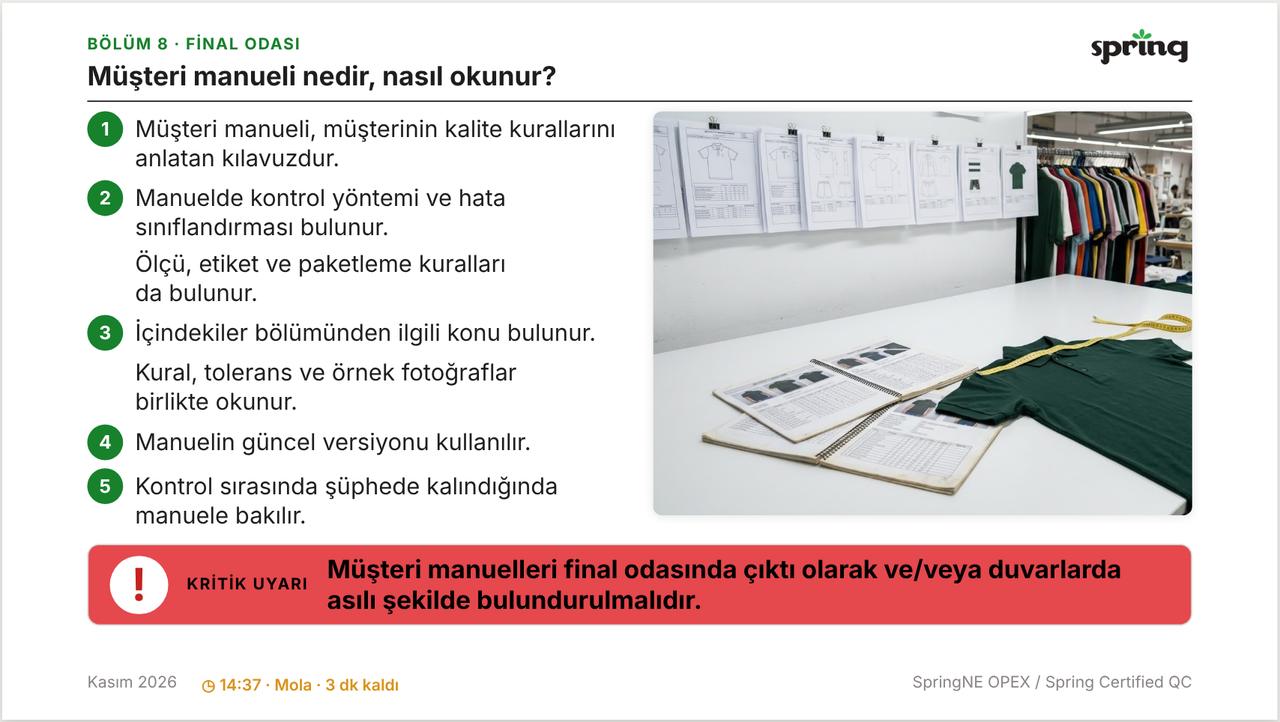 BÖLÜM 8 · FİNAL ODASI
spring
Müşteri manueli nedir, nasıl okunur?
1 Müşteri manueli, müşterinin kalite kurallarını
anlatan kılavuzdur.
2 Manuelde kontrol yöntemi ve hata
sınıflandırması bulunur.
Ölçü, etiket ve paketleme kuralları
da bulunur.
3 İçindekiler bölümünden ilgili konu bulunur.
Kural, tolerans ve örnek fotoğraflar
birlikte okunur.
4 Manuelin güncel versiyonu kullanılır.
5 Kontrol sırasında şüphede kalındığında
manuele bakılır.
! KRİTİK UYARI
Müşteri manuelleri final odasında çıktı olarak ve/veya duvarlarda
asılı şekilde bulundurulmalıdır.
Kasım 2026
14:37 · Mola · 3 dk kaldı
SpringNE OPEX / Spring Certified QC